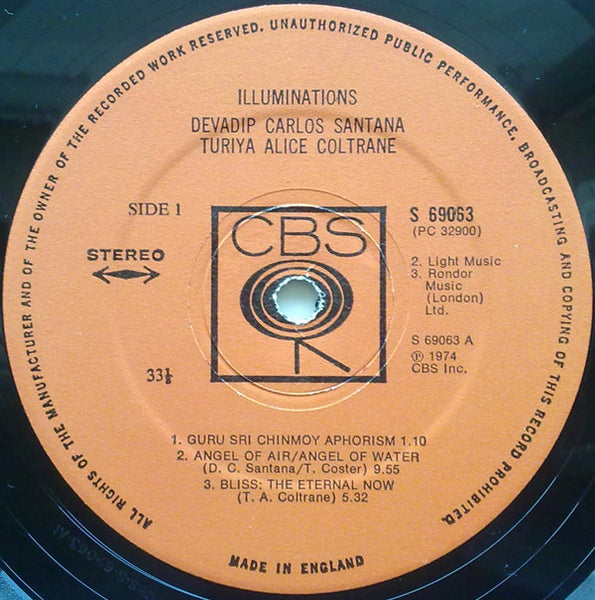 ALL RIGHTS OF THE MANUFACTURER AND OF THE OWNER OF THE RECORDED WORK RESERVED. UNAUTHORIZED PUBLIC PERFORMANCE, BROADCASTING AND COPYING OF THIS RECORD PROHIBITED.
ILLUMINATIONS
DEVADIP CARLOS SANTANA
TURIYA ALICE COLTRANE
SIDE 1
CBS
S 69063
(PC 32900)
STEREO
2. Light Music
3. Rondor
Music
(London)
Ltd.
S 69063 A
℗ 1974
CBS Inc.
33⅓
1. GURU SRI CHINMOY APHORISM 1.10
2. ANGEL OF AIR/ANGEL OF WATER
(D. C. Santana/T. Coster) 9.55
3. BLISS: THE ETERNAL NOW
(T. A. Coltrane) 5.32
MADE IN ENGLAND